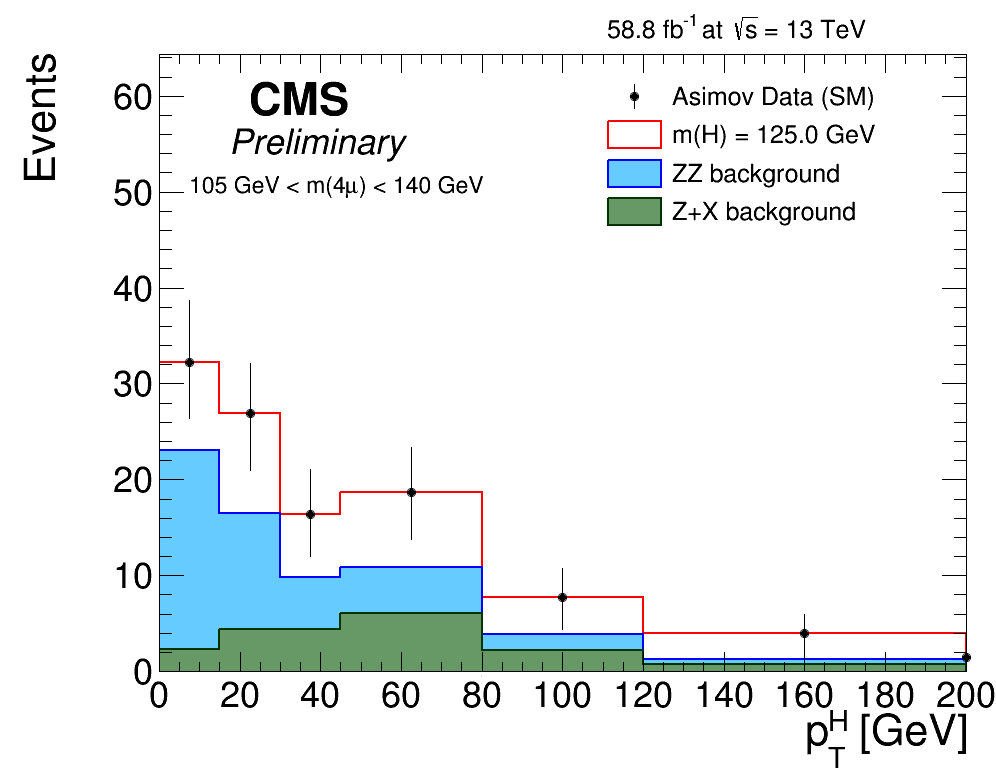 58.8 fb-1 at √s = 13 TeV
Events
CMS
Preliminary
105 GeV < m(4μ) < 140 GeV
Asimov Data (SM)
m(H) = 125.0 GeV
ZZ background
Z+X background
60
50
40
30
20
10
0
0 20 40 60 80 100 120 140 160 180 200
pTH [GeV]